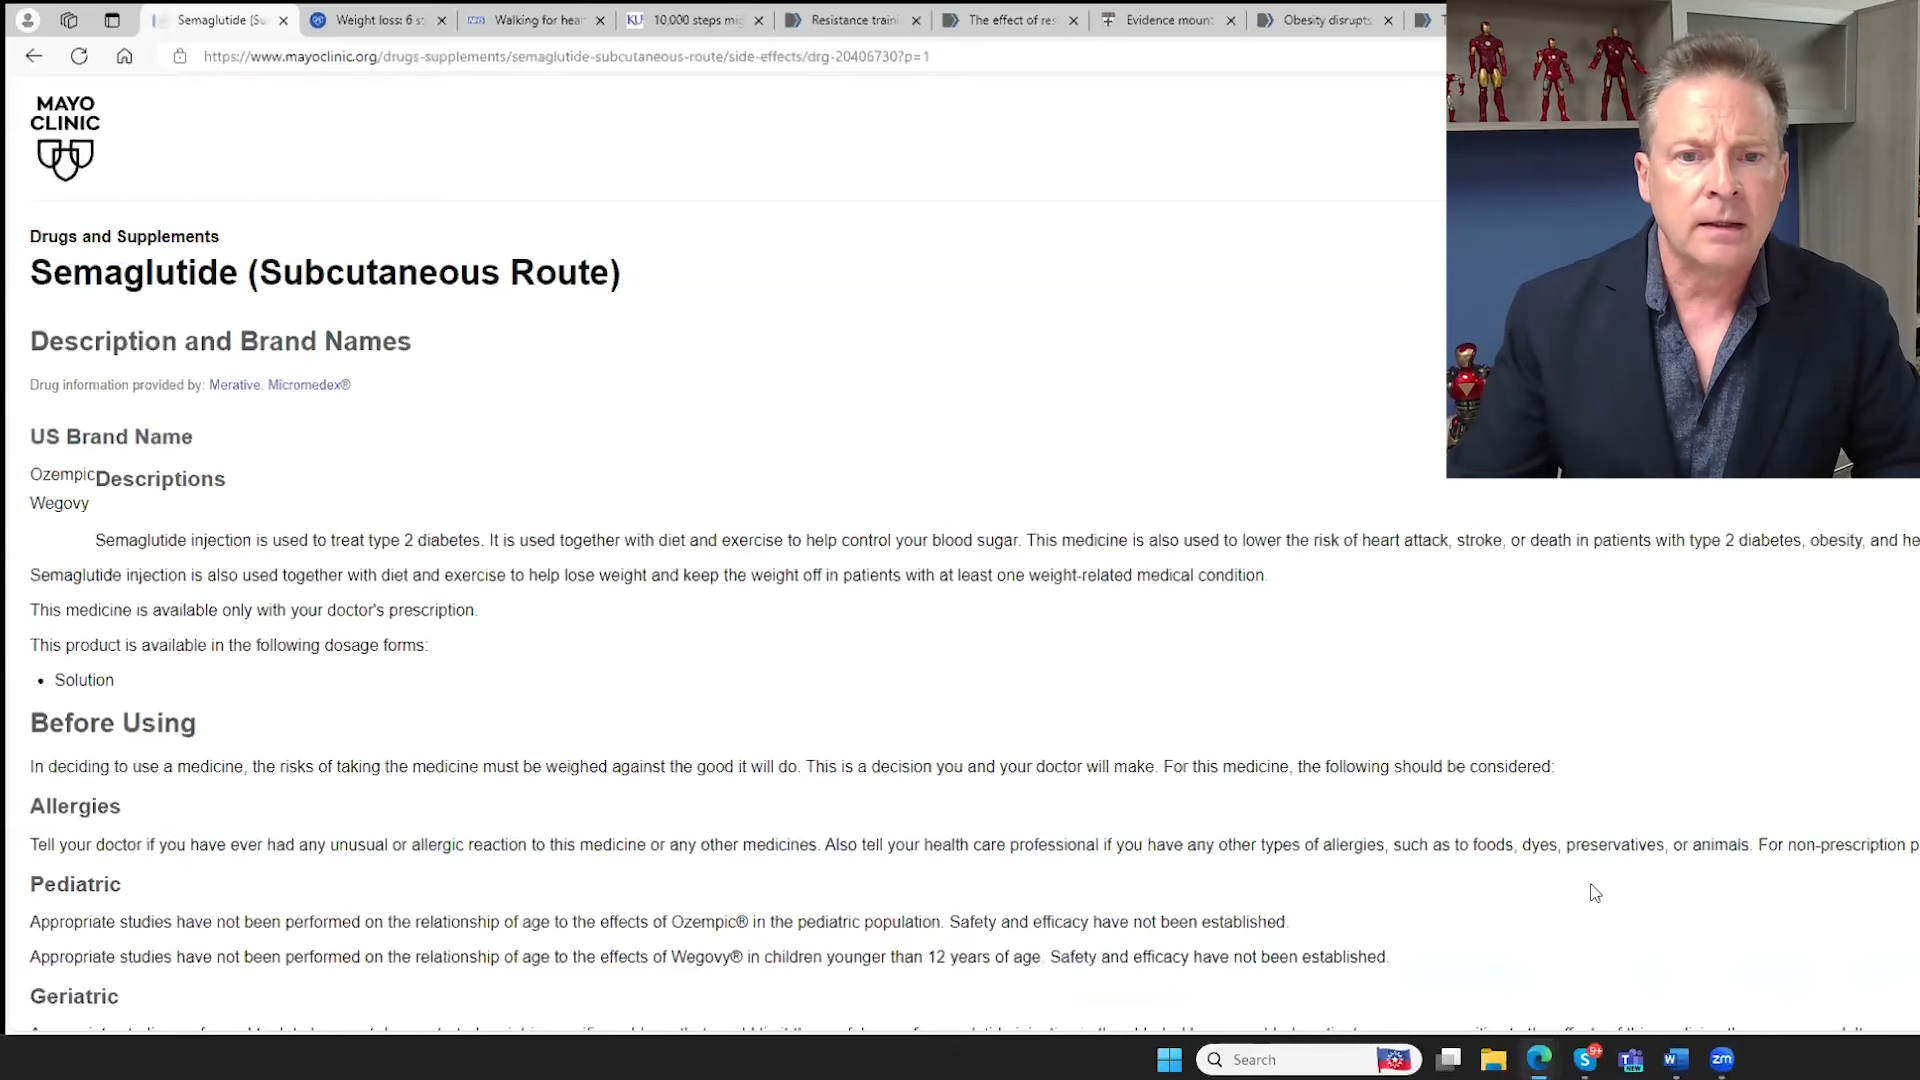 Semaglutide (Su
Weight loss: 6 s
Walking for hea
KU 10,000 steps mi
Resistance traini
The effect of res
Evidence moun
Obesity disrupts
https://www.mayoclinic.org/drugs-supplements/semaglutide-subcutaneous-route/side-effects/drg-20406730?p=1
MAYO
CLINIC
Drugs and Supplements
Semaglutide (Subcutaneous Route)
Description and Brand Names
Drug information provided by: Merative, Micromedex®
US Brand Name
Ozempic
Descriptions
Wegovy
Semaglutide injection is used to treat type 2 diabetes. It is used together with diet and exercise to help control your blood sugar. This medicine is also used to lower the risk of heart attack, stroke, or death in patients with type 2 diabetes, obesity, and he
Semaglutide injection is also used together with diet and exercise to help lose weight and keep the weight off in patients with at least one weight-related medical condition.
This medicine is available only with your doctor's prescription.
This product is available in the following dosage forms:
• Solution
Before Using
In deciding to use a medicine, the risks of taking the medicine must be weighed against the good it will do. This is a decision you and your doctor will make. For this medicine, the following should be considered:
Allergies
Tell your doctor if you have ever had any unusual or allergic reaction to this medicine or any other medicines. Also tell your health care professional if you have any other types of allergies, such as to foods, dyes, preservatives, or animals. For non-prescription p
Pediatric
Appropriate studies have not been performed on the relationship of age to the effects of Ozempic® in the pediatric population. Safety and efficacy have not been established.
Appropriate studies have not been performed on the relationship of age to the effects of Wegovy® in children younger than 12 years of age. Safety and efficacy have not been established.
Geriatric
Search
9+
NEW
zm